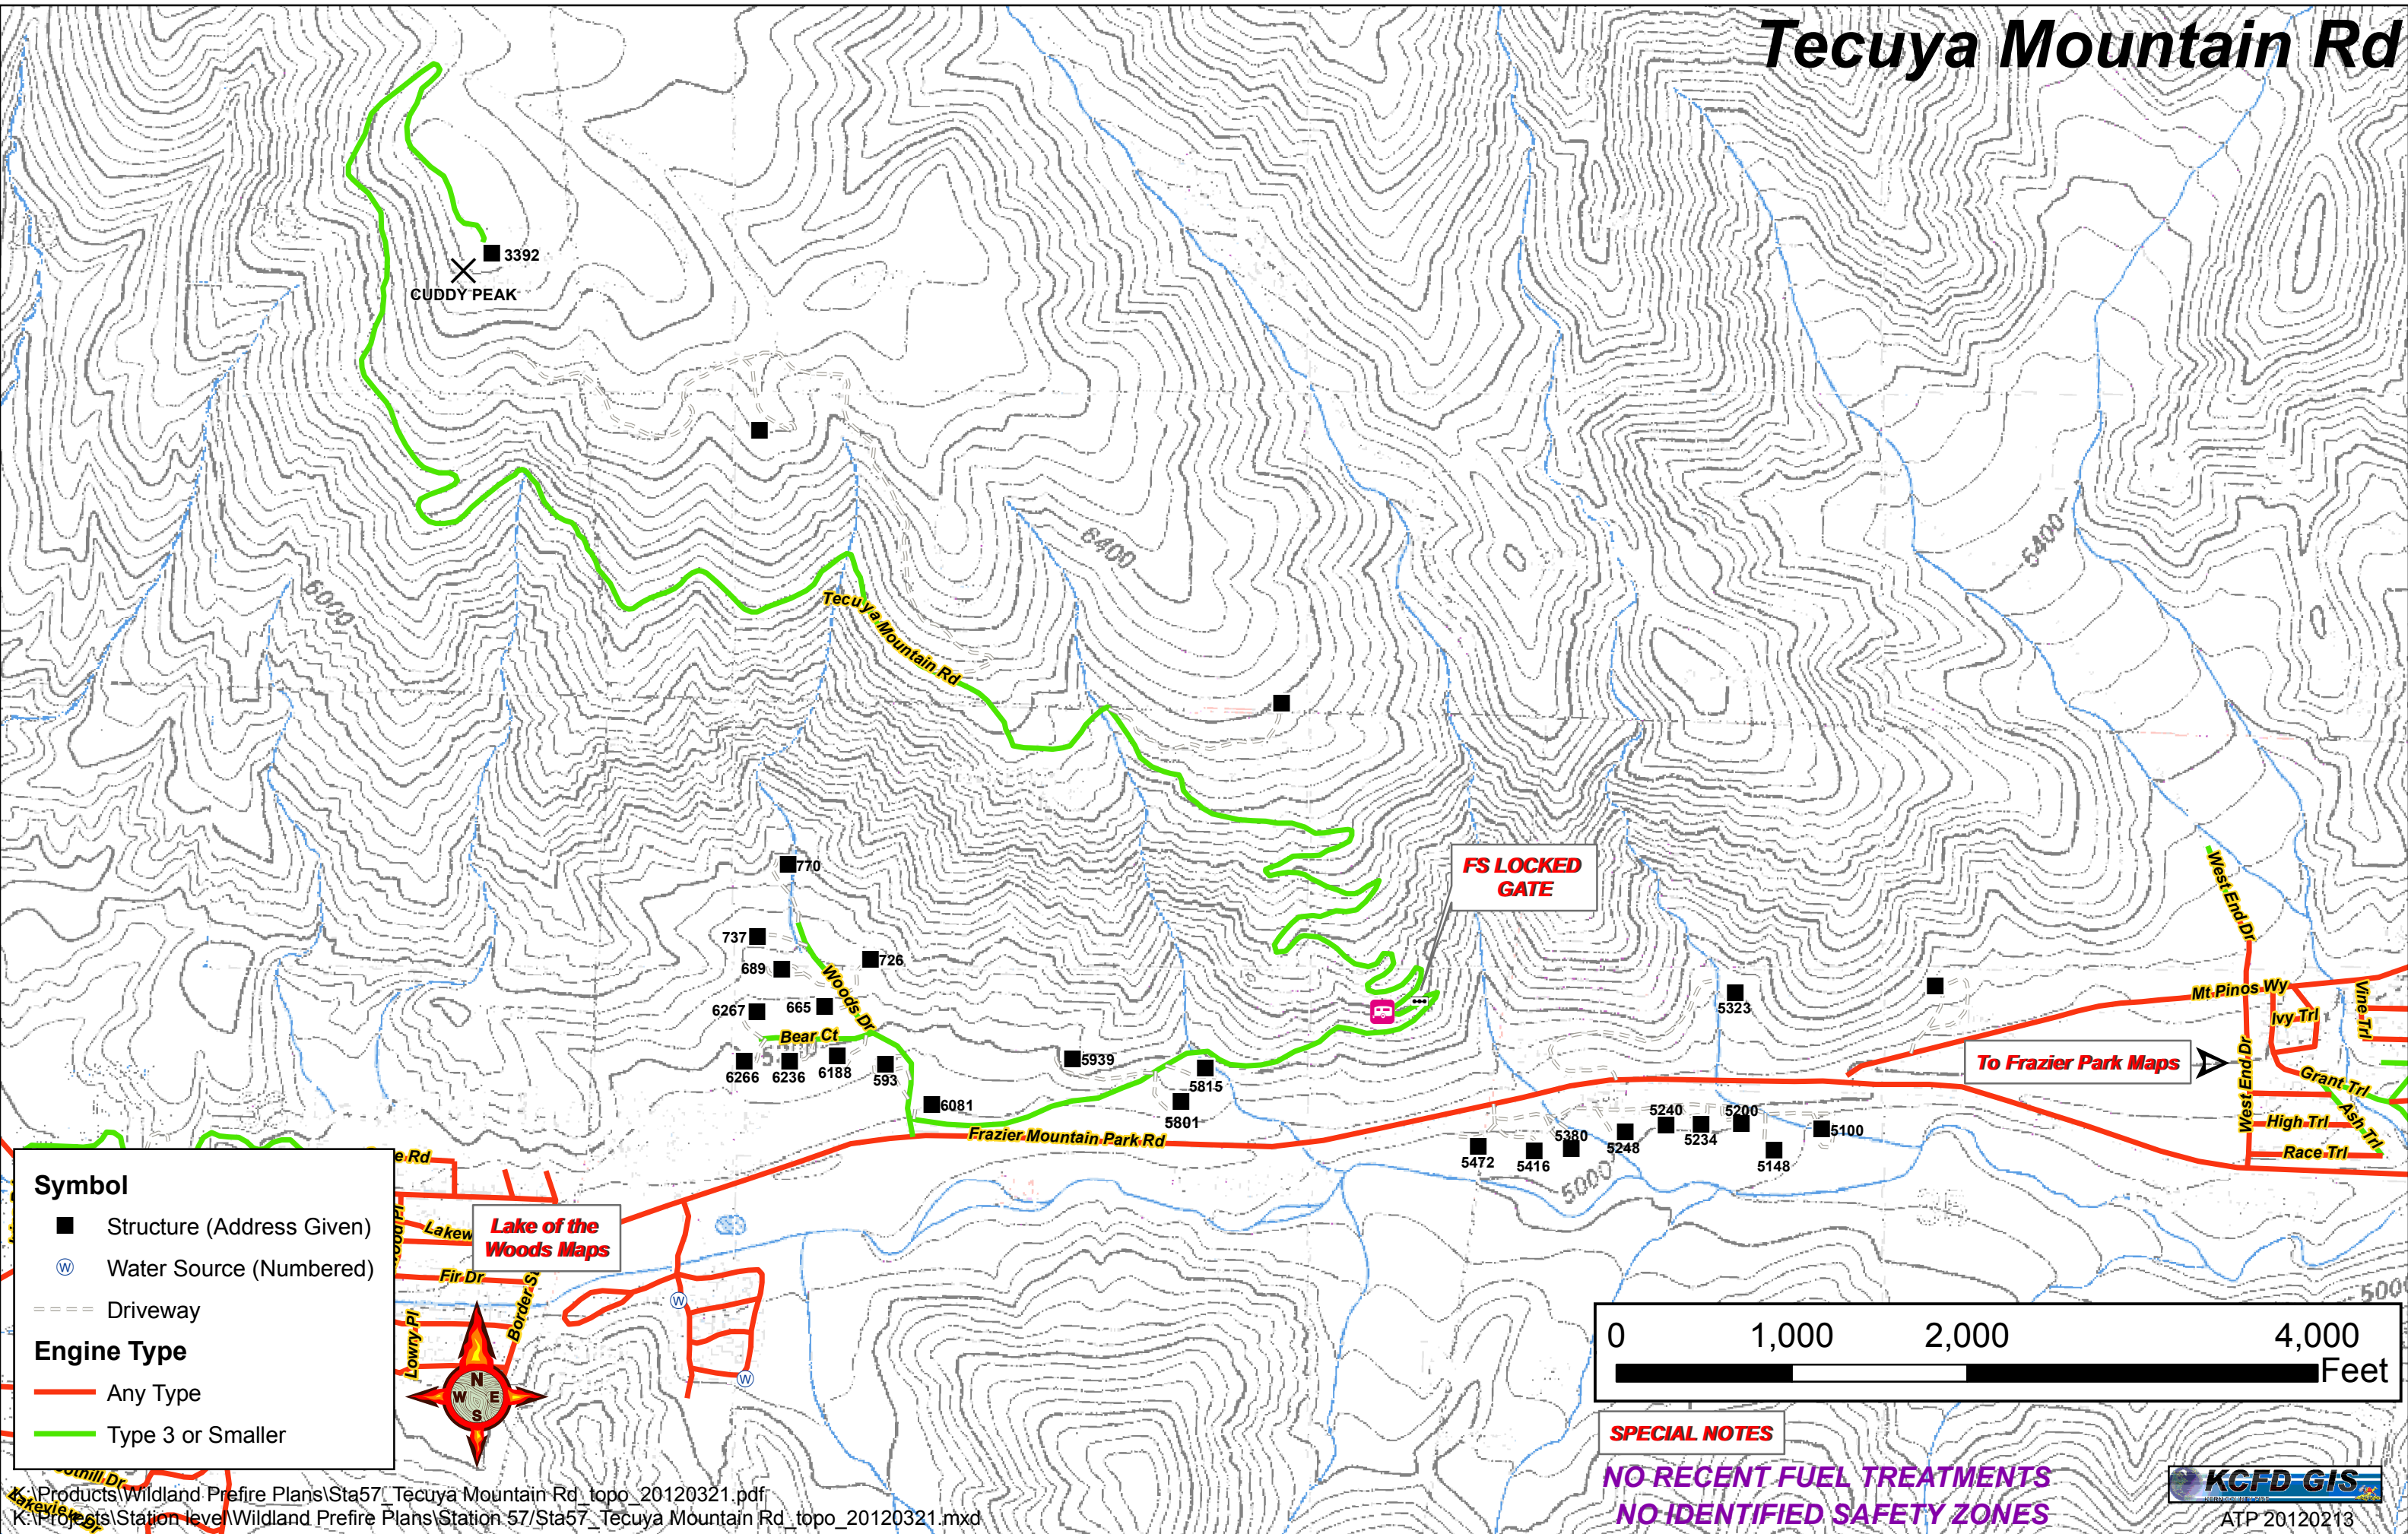 Tecuya Mountain Rd
3392
CUDDY PEAK
6400
5400
6000
Tecuya Mountain Rd
FS LOCKED
GATE
West End Dr
770
737
689
726
Woods Dr
6267
665
Bear Ct
6266
6236
6188
593
5939
6081
5815
5801
5323
Mt Pinos Wy
Vine Trl
Ivy Trl
To Frazier Park Maps
West End Dr
Grant Trl
Ash Trl
High Trl
Race Trl
Frazier Mountain Park Rd
5240
5200
5380
5248
5234
5100
5472
5416
5148
5000
Symbol
Structure (Address Given)
W
Water Source (Numbered)
Driveway
Engine Type
Any Type
Type 3 or Smaller
Lake of the
Woods Maps
Fir Dr
Border St
Lowry Pl
N
W E
S
W
W
0 1,000 2,000 4,000
Feet
SPECIAL NOTES
NO RECENT FUEL TREATMENTS
NO IDENTIFIED SAFETY ZONES
KCFD GIS
ATP 20120213
K:\Products\Wildland Prefire Plans\Sta57_Tecuya Mountain Rd_topo_20120321.pdf
K:\Projects\Station level\Wildland Prefire Plans\Station 57/Sta57_Tecuya Mountain Rd_topo_20120321.mxd